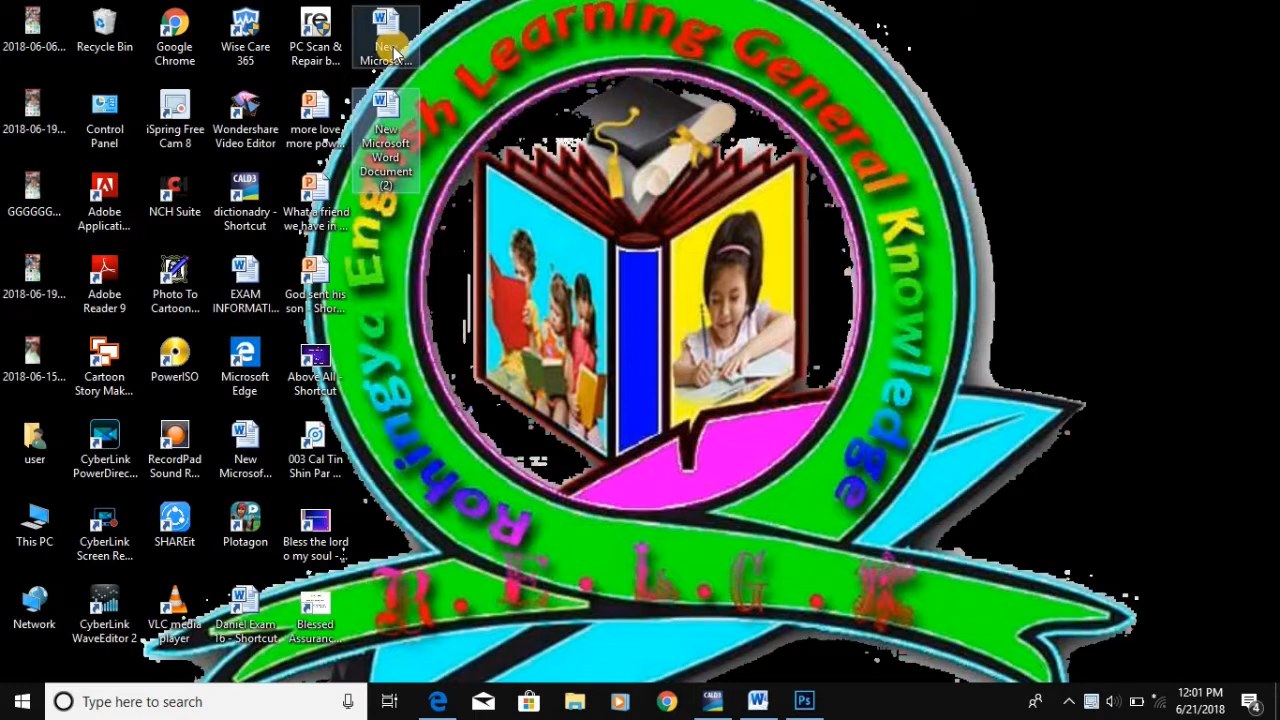 2018-06-06...
Recycle Bin
Google
Chrome
Wise Care
365
PC Scan &
Repair b...
New
Microsof...
2018-06-19...
Control
Panel
iSpring Free
Cam 8
Wondershare
Video Editor
more love
more pow...
New
Microsoft
Word
Document
(2)
GGGGGG...
Adobe
Applicati...
NCH Suite
dictionadry -
Shortcut
What a friend
we have in ...
2018-06-19...
Adobe
Reader 9
Photo To
Cartoon...
EXAM
INFORMATI...
God sent his
son - Shor...
2018-06-15...
Cartoon
Story Mak...
PowerISO
Microsoft
Edge
Above All -
Shortcut
user
CyberLink
PowerDirec...
RecordPad
Sound R...
New
Microsof...
003 Cal Tin
Shin Par ...
This PC
CyberLink
Screen Re...
SHAREit
Plotagon
Bless the lord
o my soul -...
Network
CyberLink
WaveEditor 2
VLC media
player
Daniel Exam
16 - Shortcut
Blessed
Assuranc...
CALD3
Rohingya English Learning General Knowledge
R.E.L.G.K
Type here to search
CALD3
12:01 PM
6/21/2018
4